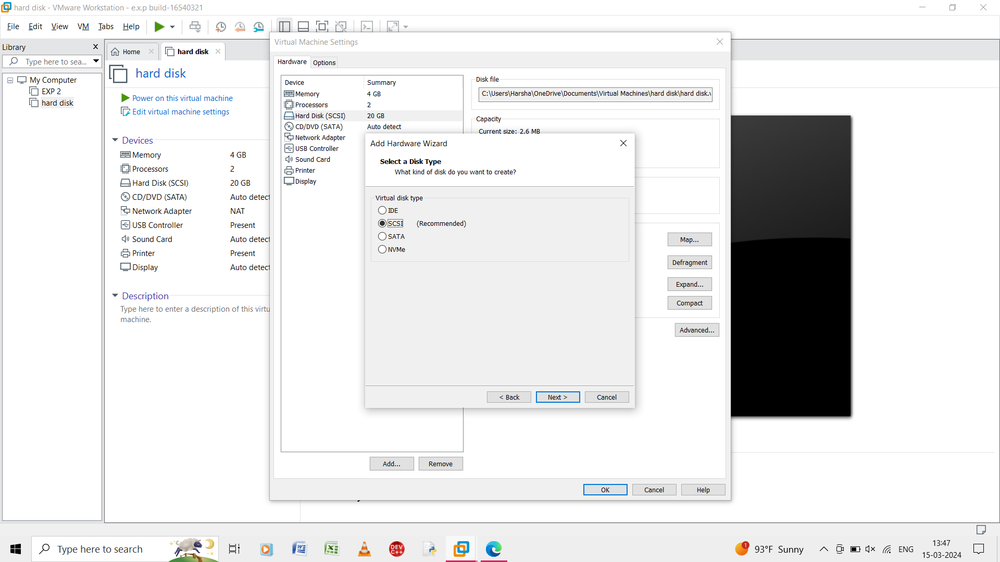 hard disk - VMware Workstation - e.x.p build-16540321
File Edit View VM Tabs Help
Library
Type here to sea...
My Computer
EXP 2
hard disk
Home
hard disk
hard disk
Power on this virtual machine
Edit virtual machine settings
Devices
Memory 4 GB
Processors 2
Hard Disk (SCSI) 20 GB
CD/DVD (SATA) Auto detect
Network Adapter NAT
USB Controller Present
Sound Card Auto detect
Printer Present
Display Auto detect
Description
Type here to enter a description of this virtu
machine.
Virtual Machine Settings
Hardware Options
Device Summary
Memory 4 GB
Processors 2
Hard Disk (SCSI) 20 GB
CD/DVD (SATA) Auto detect
Network Adapter
USB Controller
Sound Card
Printer
Display
Add... Remove
Disk file
C:\Users\Harsha\OneDrive\Documents\Virtual Machines\hard disk\hard disk.v
Capacity
Current size: 2.6 MB
Map...
Defragment
Expand...
Compact
Advanced...
OK Cancel Help
Add Hardware Wizard
Select a Disk Type
What kind of disk do you want to create?
Virtual disk type
IDE
SCSI (Recommended)
SATA
NVMe
< Back Next > Cancel
Type here to search
DEV
C++
1
93°F Sunny
ENG
13:47
15-03-2024